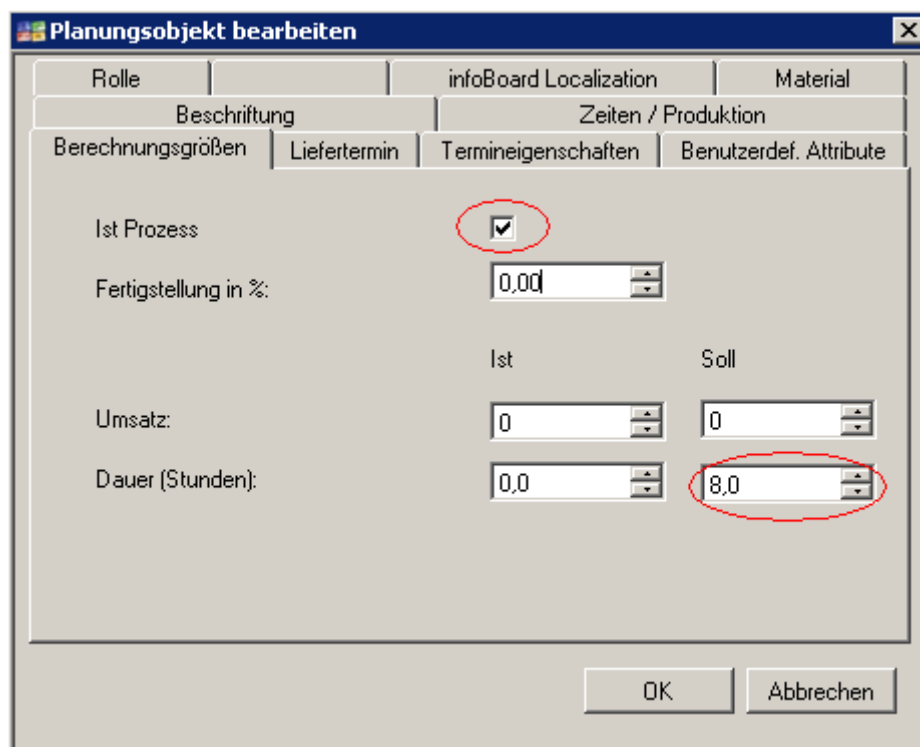 Planungsobjekt bearbeiten
Rolle infoBoard Localization Material
Beschriftung Zeiten / Produktion
Berechnungsgrößen Liefertermin Termineigenschaften Benutzerdef. Attribute
Ist Prozess
Fertigstellung in %: 0,00
Ist Soll
Umsatz: 0 0
Dauer (Stunden): 0,0 8,0
OK Abbrechen